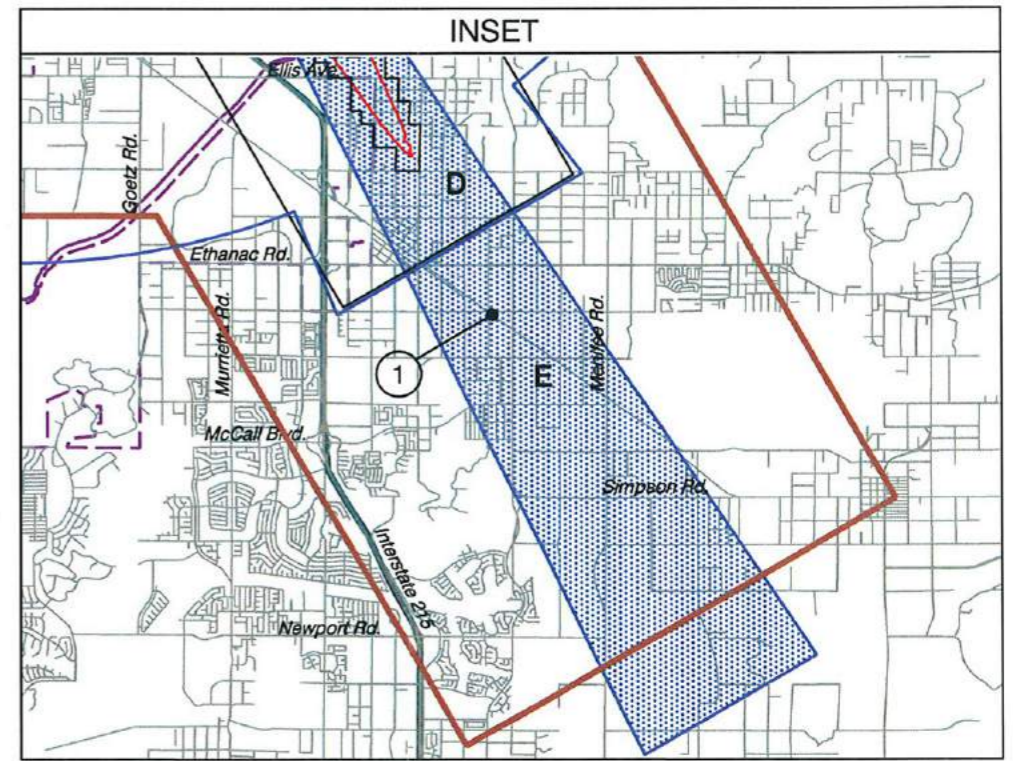 INSET
Ellis Ave.
Goetz Rd.
D
Ethanac Rd.
Murrieta Rd.
Menifee Rd.
1
E
McCall Blvd.
Simpson Rd.
Interstate 215
Newport Rd.